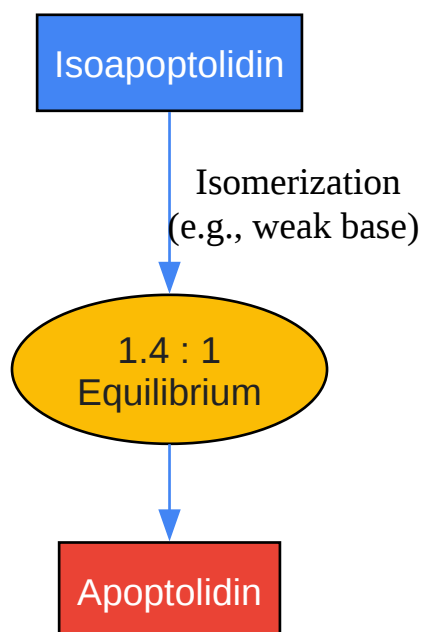 Isoapoptolidin
Isomerization
(e.g., weak base)
1.4 : 1
Equilibrium
Apoptolidin